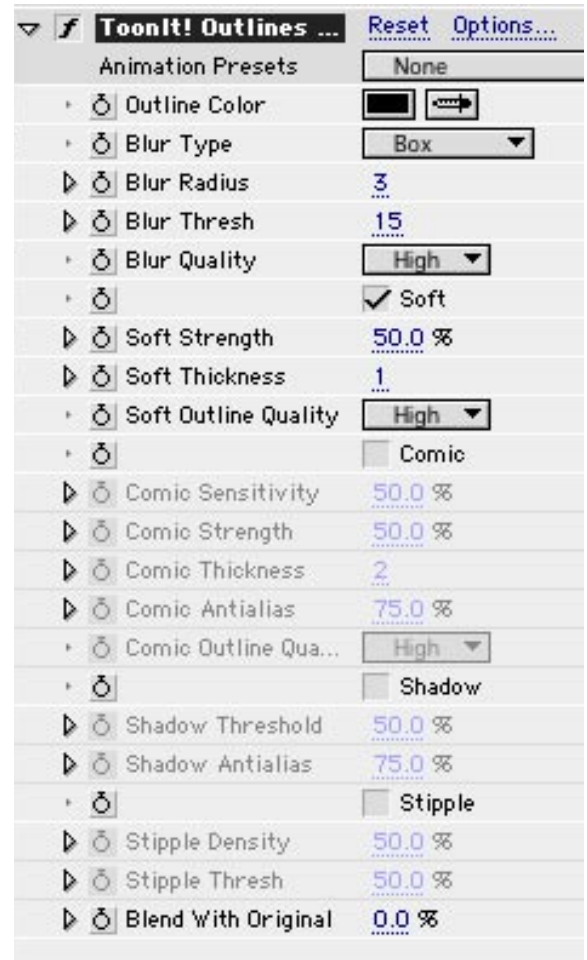 f ToonIt! Outlines ... Reset Options...
Animation Presets None
Outline Color
Blur Type Box
Blur Radius 3
Blur Thresh 15
Blur Quality High
Soft
Soft Strength 50.0 %
Soft Thickness 1
Soft Outline Quality High
Comic
Comic Sensitivity 50.0 %
Comic Strength 50.0 %
Comic Thickness 2
Comic Antialias 75.0 %
Comic Outline Qua... High
Shadow
Shadow Threshold 50.0 %
Shadow Antialias 75.0 %
Stipple
Stipple Density 50.0 %
Stipple Thresh 50.0 %
Blend With Original 0.0 %